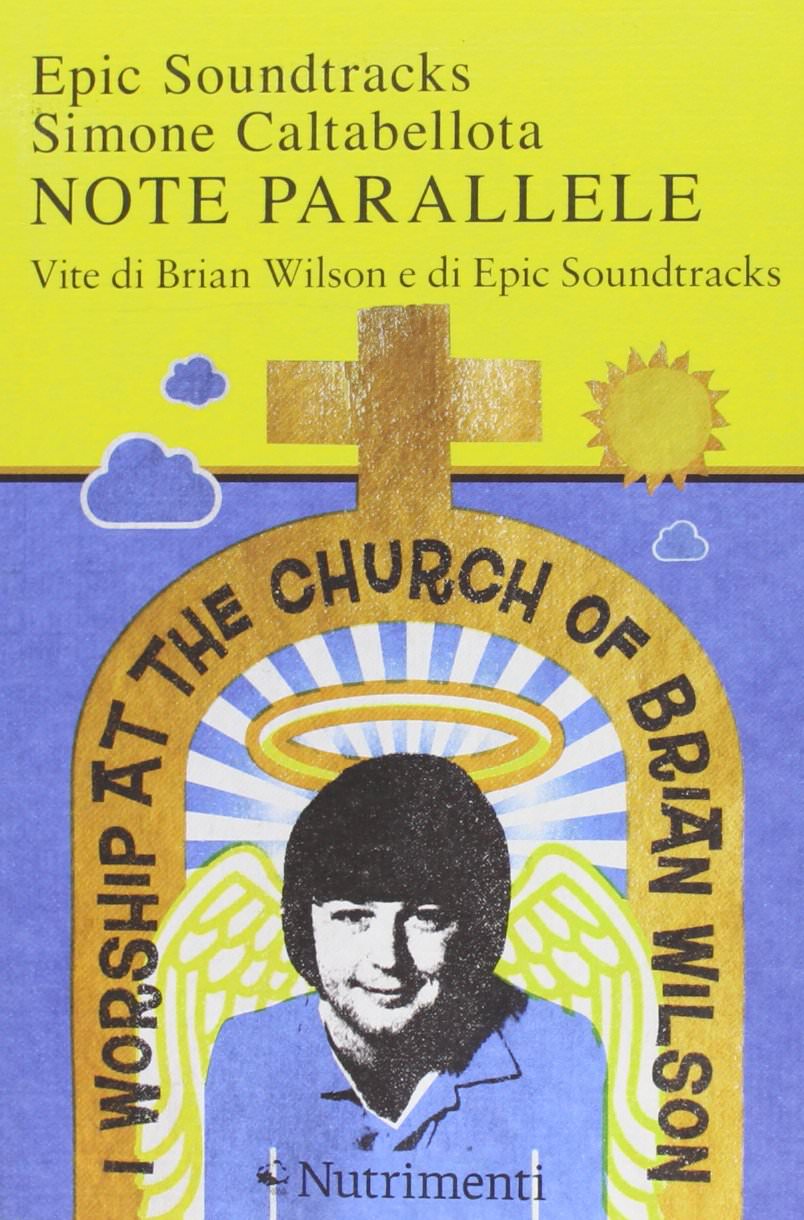 Epic Soundtracks
Simone Caltabellota
NOTE PARALLELE
Vite di Brian Wilson e di Epic Soundtracks
I WORSHIP AT THE CHURCH OF BRIAN WILSON
Nutrimenti